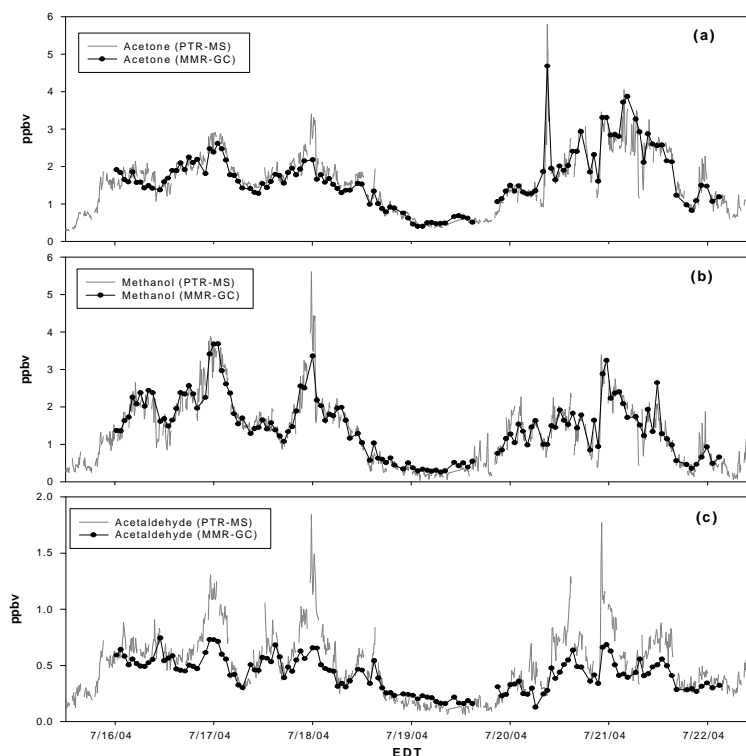 6
(a)
Acetone (PTR-MS)
5
Acetone (MMR-GC)
4
ppbv
3
2
1
0
6
(b)
Methanol (PTR-MS)
5
Methanol (MMR-GC)
4
ppbv
3
2
1
0
2.0
(c)
Acetaldehyde (PTR-MS)
Acetaldehyde (MMR-GC)
1.5
ppbv
1.0
0.5
0.0
7/16/04 7/17/04 7/18/04 7/19/04 7/20/04 7/21/04 7/22/04
EDT